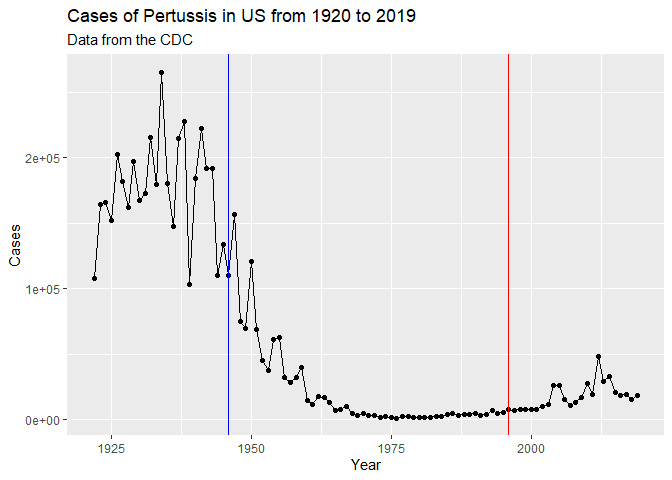 Cases of Pertussis in US from 1920 to 2019
Data from the CDC
Cases
2e+05
1e+05
0e+00
1925 1950 1975 2000
Year